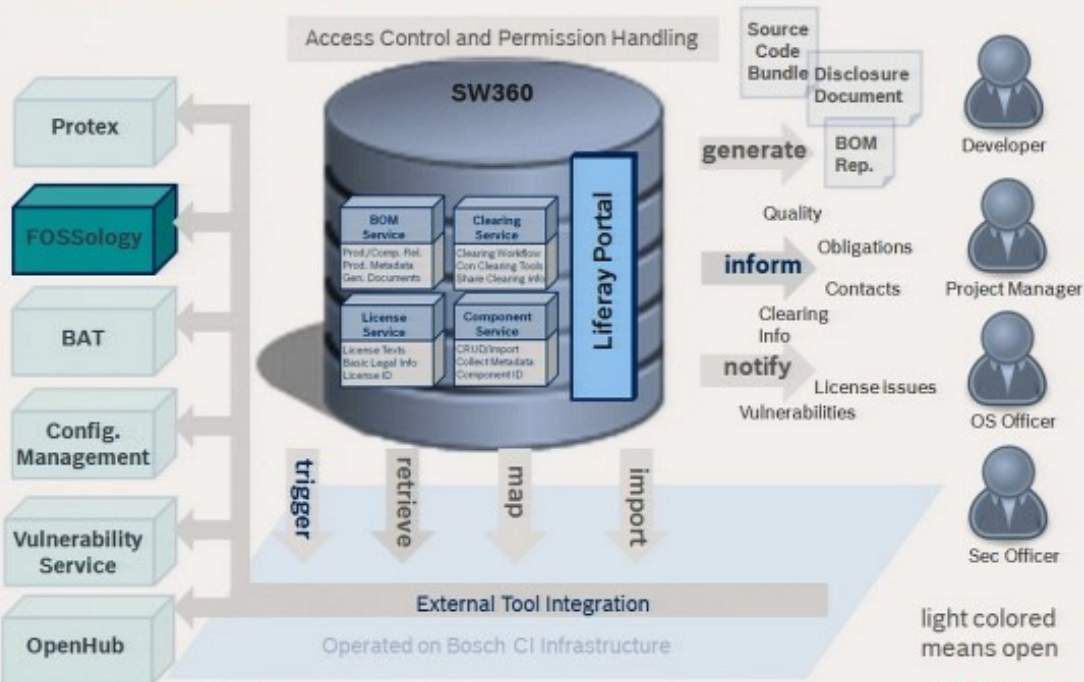 Access Control and Permission Handling
SW360
Liferay Portal
BOM
Service
Prod./Comp. Rel.
Prod. Metadata
Gen. Documents
Clearing
Service
Clearing Workflow
Con Clearing Tools
Share Clearing info
License
Service
License Texts
Basic Legal Info
License ID
Component
Service
CRUD/Import
Collect Metadata
Component ID
Protex
FOSSology
BAT
Config.
Management
Vulnerability
Service
OpenHub
trigger
retrieve
map
import
External Tool Integration
Operated on Bosch CI Infrastructure
generate
Source
Code
Bundle
Disclosure
Document
BOM
Rep.
inform
Quality
Obligations
Contacts
Clearing
Info
notify
License issues
Vulnerabilities
Developer
Project Manager
OS Officer
Sec Officer
light colored
means open